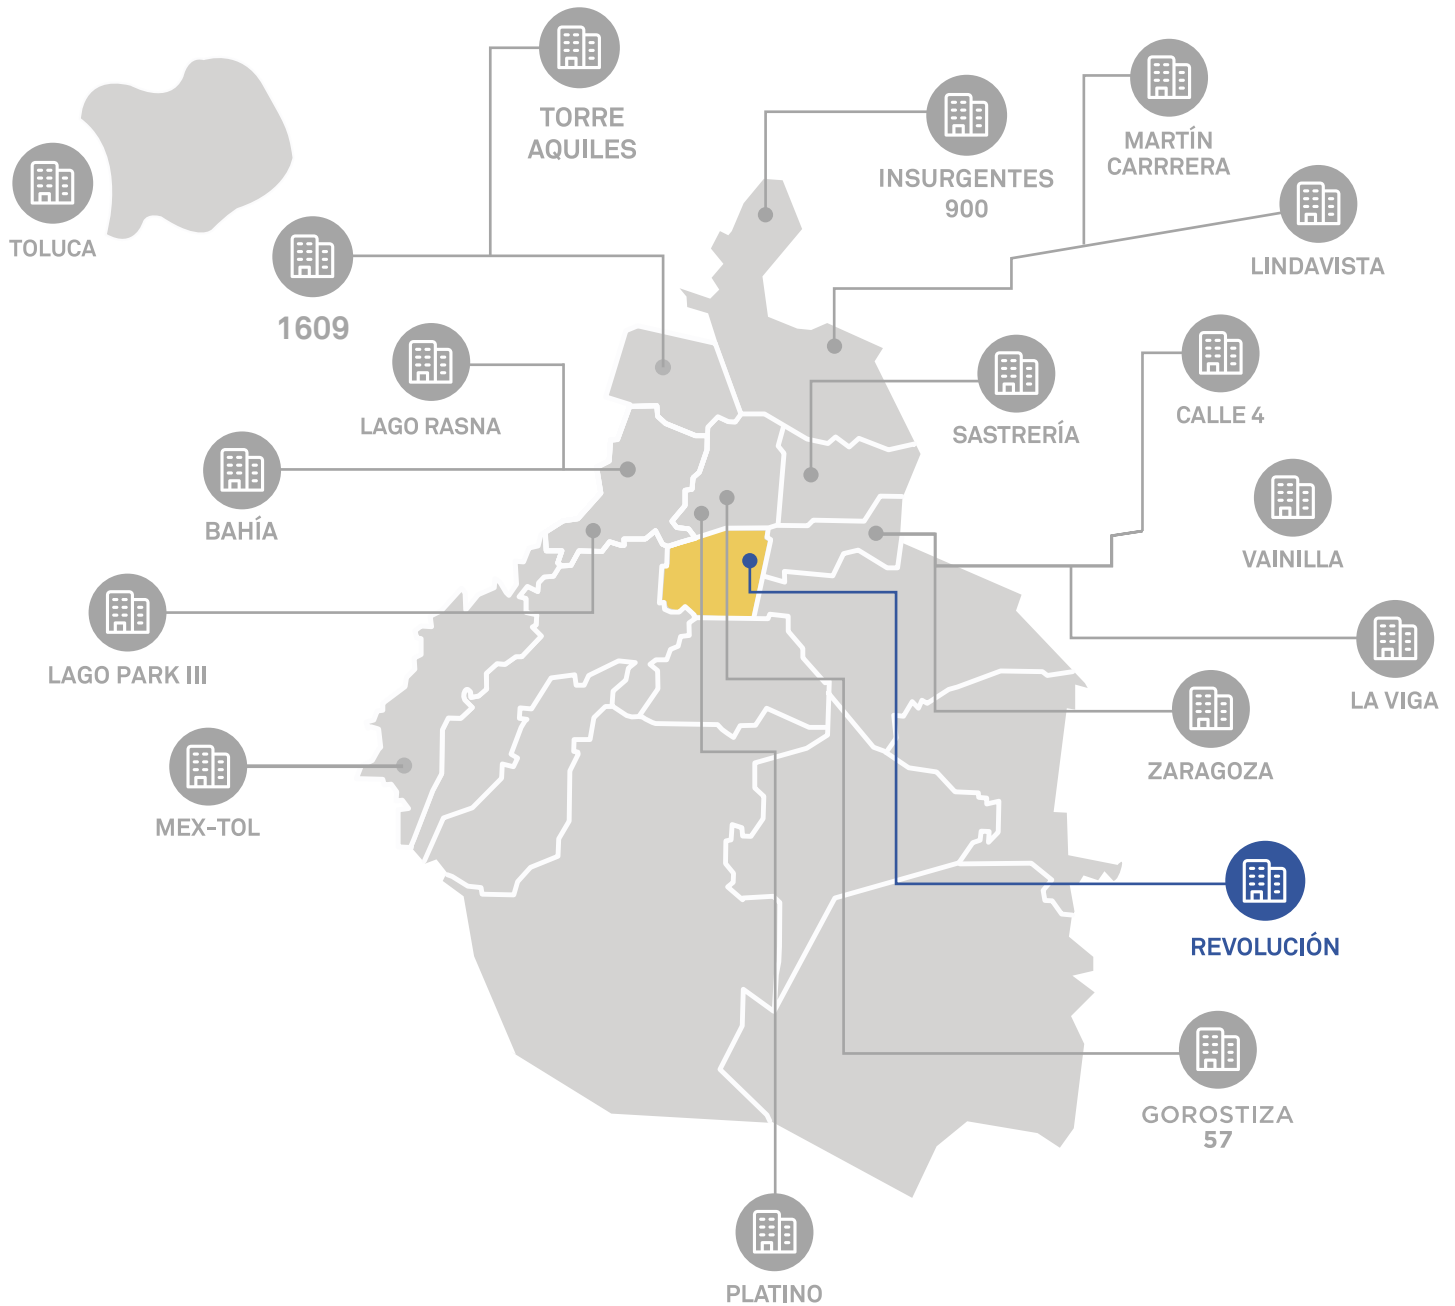 TORRE
AQUILES
MARTÍN
CARRRERA
INSURGENTES
900
TOLUCA
LINDAVISTA
1609
LAGO RASNA
SASTRERÍA
CALLE 4
BAHÍA
VAINILLA
LAGO PARK III
LA VIGA
ZARAGOZA
MEX-TOL
REVOLUCIÓN
GOROSTIZA
57
PLATINO